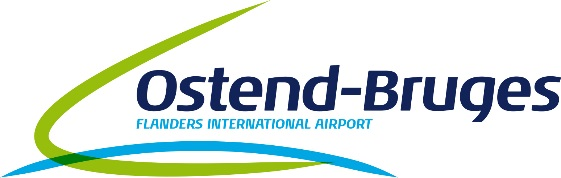 Ostend-Bruges
FLANDERS INTERNATIONAL AIRPORT